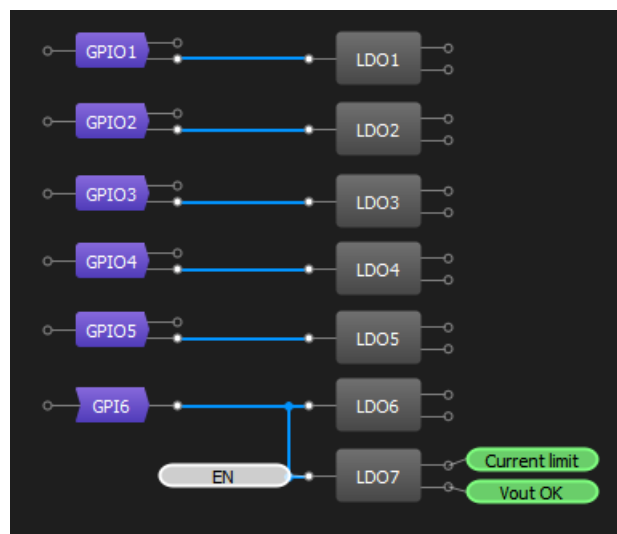 GPIO1
LDO1
GPIO2
LDO2
GPIO3
LDO3
GPIO4
LDO4
GPIO5
LDO5
GPI6
LDO6
EN
LDO7
Current limit
Vout OK